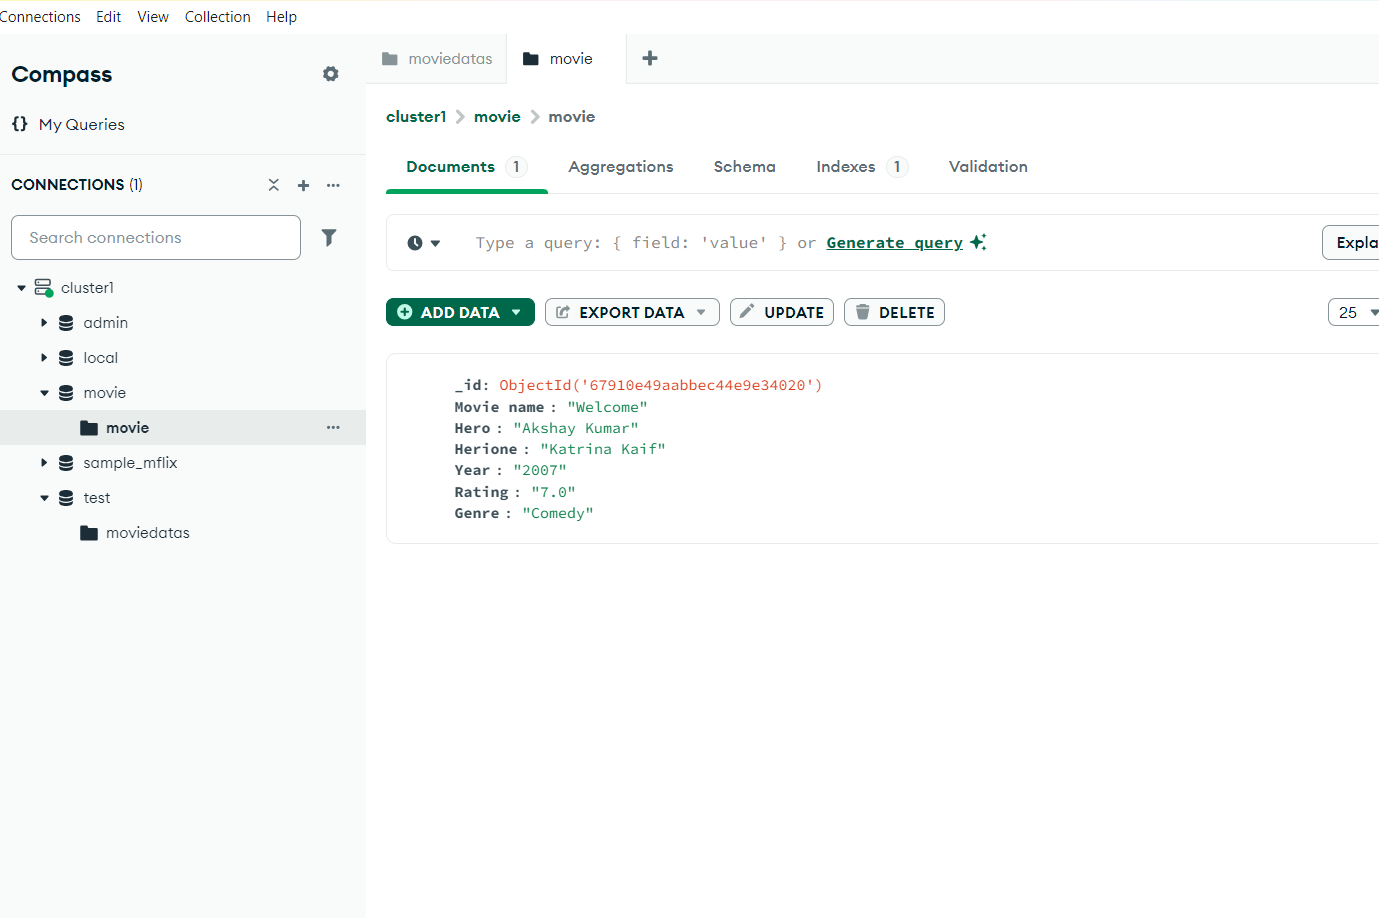 Connections Edit View Collection Help
Compass
My Queries
CONNECTIONS (1)
Search connections
cluster1
admin
local
movie
movie
sample_mflix
test
moviedatas
moviedatas movie
cluster1 movie movie
Documents 1 Aggregations Schema Indexes 1 Validation
Type a query: { field: 'value' } or Generate query Expla
ADD DATA EXPORT DATA UPDATE DELETE 25
_id: ObjectId('67910e49aabbec44e9e34020')
Movie name : "Welcome"
Hero : "Akshay Kumar"
Herione : "Katrina Kaif"
Year : "2007"
Rating : "7.0"
Genre : "Comedy"